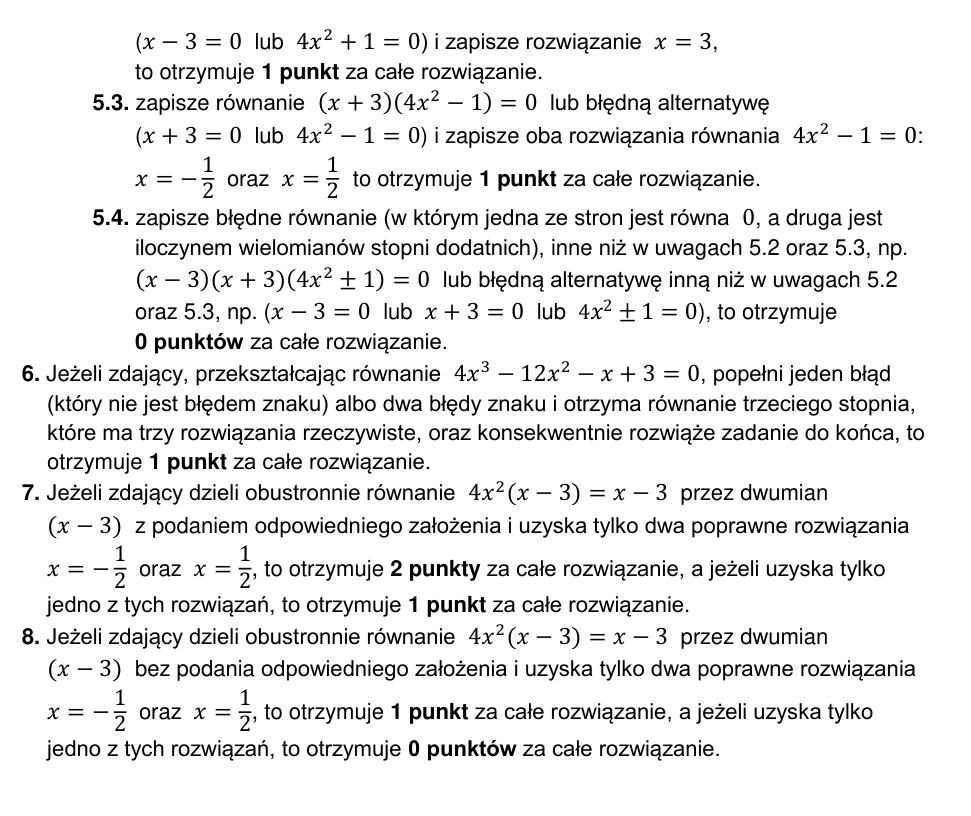 (x − 3 = 0 lub 4x² + 1 = 0) i zapisze rozwiązanie x = 3,
to otrzymuje 1 punkt za całe rozwiązanie.
5.3. zapisze równanie (x + 3)(4x² − 1) = 0 lub błędną alternatywę
(x + 3 = 0 lub 4x² − 1 = 0) i zapisze oba rozwiązania równania 4x² − 1 = 0:
x = −1/2 oraz x = 1/2 to otrzymuje 1 punkt za całe rozwiązanie.
5.4. zapisze błędne równanie (w którym jedna ze stron jest równa 0, a druga jest
iloczynem wielomianów stopni dodatnich), inne niż w uwagach 5.2 oraz 5.3, np.
(x − 3)(x + 3)(4x² ± 1) = 0 lub błędną alternatywę inną niż w uwagach 5.2
oraz 5.3, np. (x − 3 = 0 lub x + 3 = 0 lub 4x² ± 1 = 0), to otrzymuje
0 punktów za całe rozwiązanie.
6. Jeżeli zdający, przekształcając równanie 4x³ − 12x² − x + 3 = 0, popełni jeden błąd
(który nie jest błędem znaku) albo dwa błędy znaku i otrzyma równanie trzeciego stopnia,
które ma trzy rozwiązania rzeczywiste, oraz konsekwentnie rozwiąże zadanie do końca, to
otrzymuje 1 punkt za całe rozwiązanie.
7. Jeżeli zdający dzieli obustronnie równanie 4x²(x − 3) = x − 3 przez dwumian
(x − 3) z podaniem odpowiedniego założenia i uzyska tylko dwa poprawne rozwiązania
x = −1/2 oraz x = 1/2, to otrzymuje 2 punkty za całe rozwiązanie, a jeżeli uzyska tylko
jedno z tych rozwiązań, to otrzymuje 1 punkt za całe rozwiązanie.
8. Jeżeli zdający dzieli obustronnie równanie 4x²(x − 3) = x − 3 przez dwumian
(x − 3) bez podania odpowiedniego założenia i uzyska tylko dwa poprawne rozwiązania
x = −1/2 oraz x = 1/2, to otrzymuje 1 punkt za całe rozwiązanie, a jeżeli uzyska tylko
jedno z tych rozwiązań, to otrzymuje 0 punktów za całe rozwiązanie.